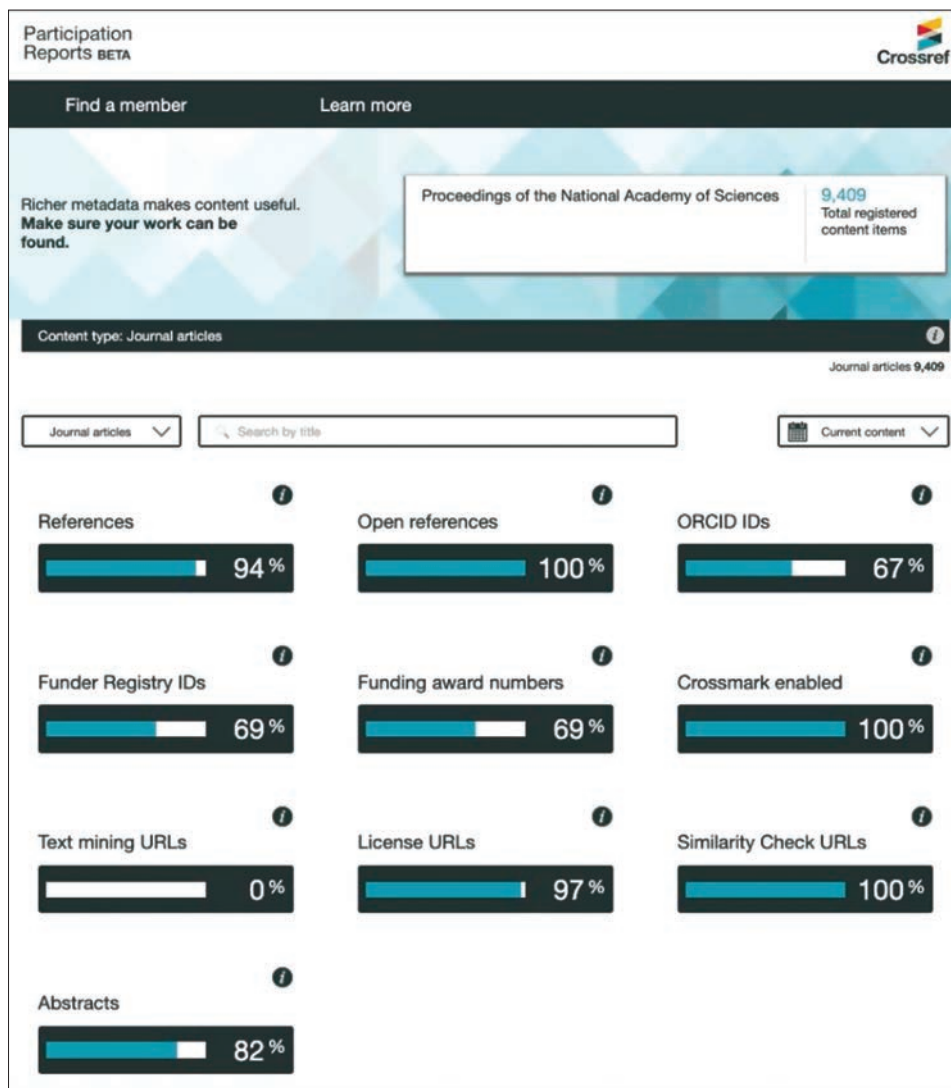 Participation
Reports BETA
Crossref
Find a member
Learn more
Richer metadata makes content useful.
Make sure your work can be
found.
Proceedings of the National Academy of Sciences
9,409
Total registered
content items
Content type: Journal articles
Journal articles 9,409
Journal articles
Search by title
Current content
References
94 %
Open references
100 %
ORCID IDs
67 %
Funder Registry IDs
69 %
Funding award numbers
69 %
Crossmark enabled
100 %
Text mining URLs
0 %
License URLs
97 %
Similarity Check URLs
100 %
Abstracts
82 %